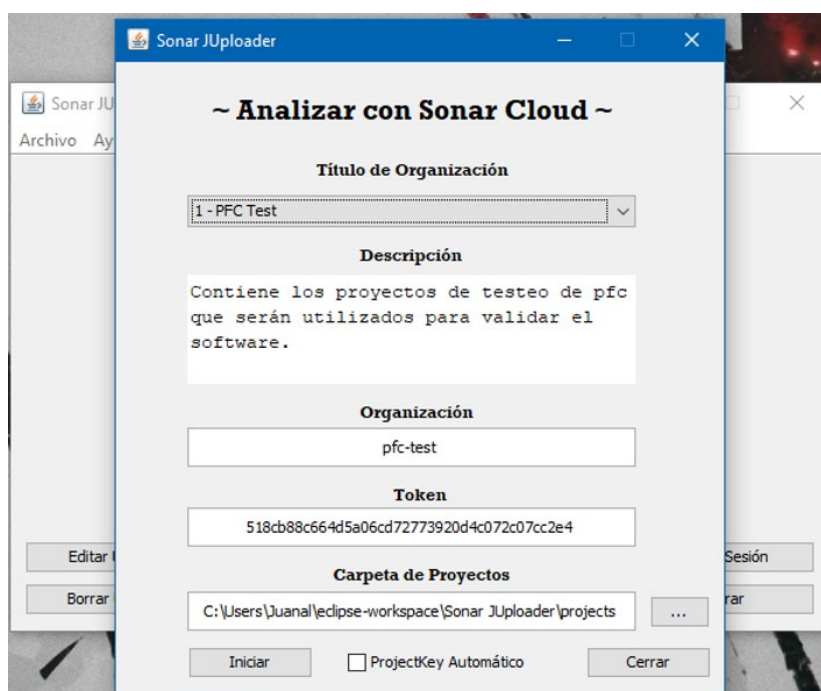 Sonar JUploader
Sonar JU
Archivo Ay
~ Analizar con Sonar Cloud ~
Título de Organización
1 - PFC Test
Descripción
Contiene los proyectos de testeo de pfc
que serán utilizados para validar el
software.
Organización
pfc-test
Token
518cb88c664d5a06cd72773920d4c072c07cc2e4
Editar
Sesión
Carpeta de Proyectos
Borrar
C:\Users\Juanal\eclipse-workspace\Sonar JUploader\projects
...
rar
Iniciar
ProjectKey Automático
Cerrar